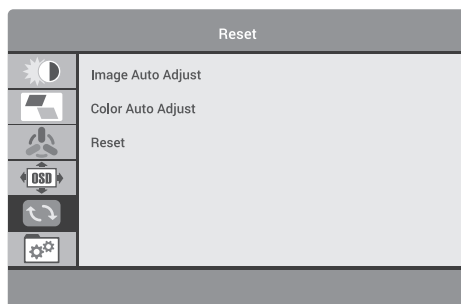 Reset
Image Auto Adjust
Color Auto Adjust
Reset
OSD